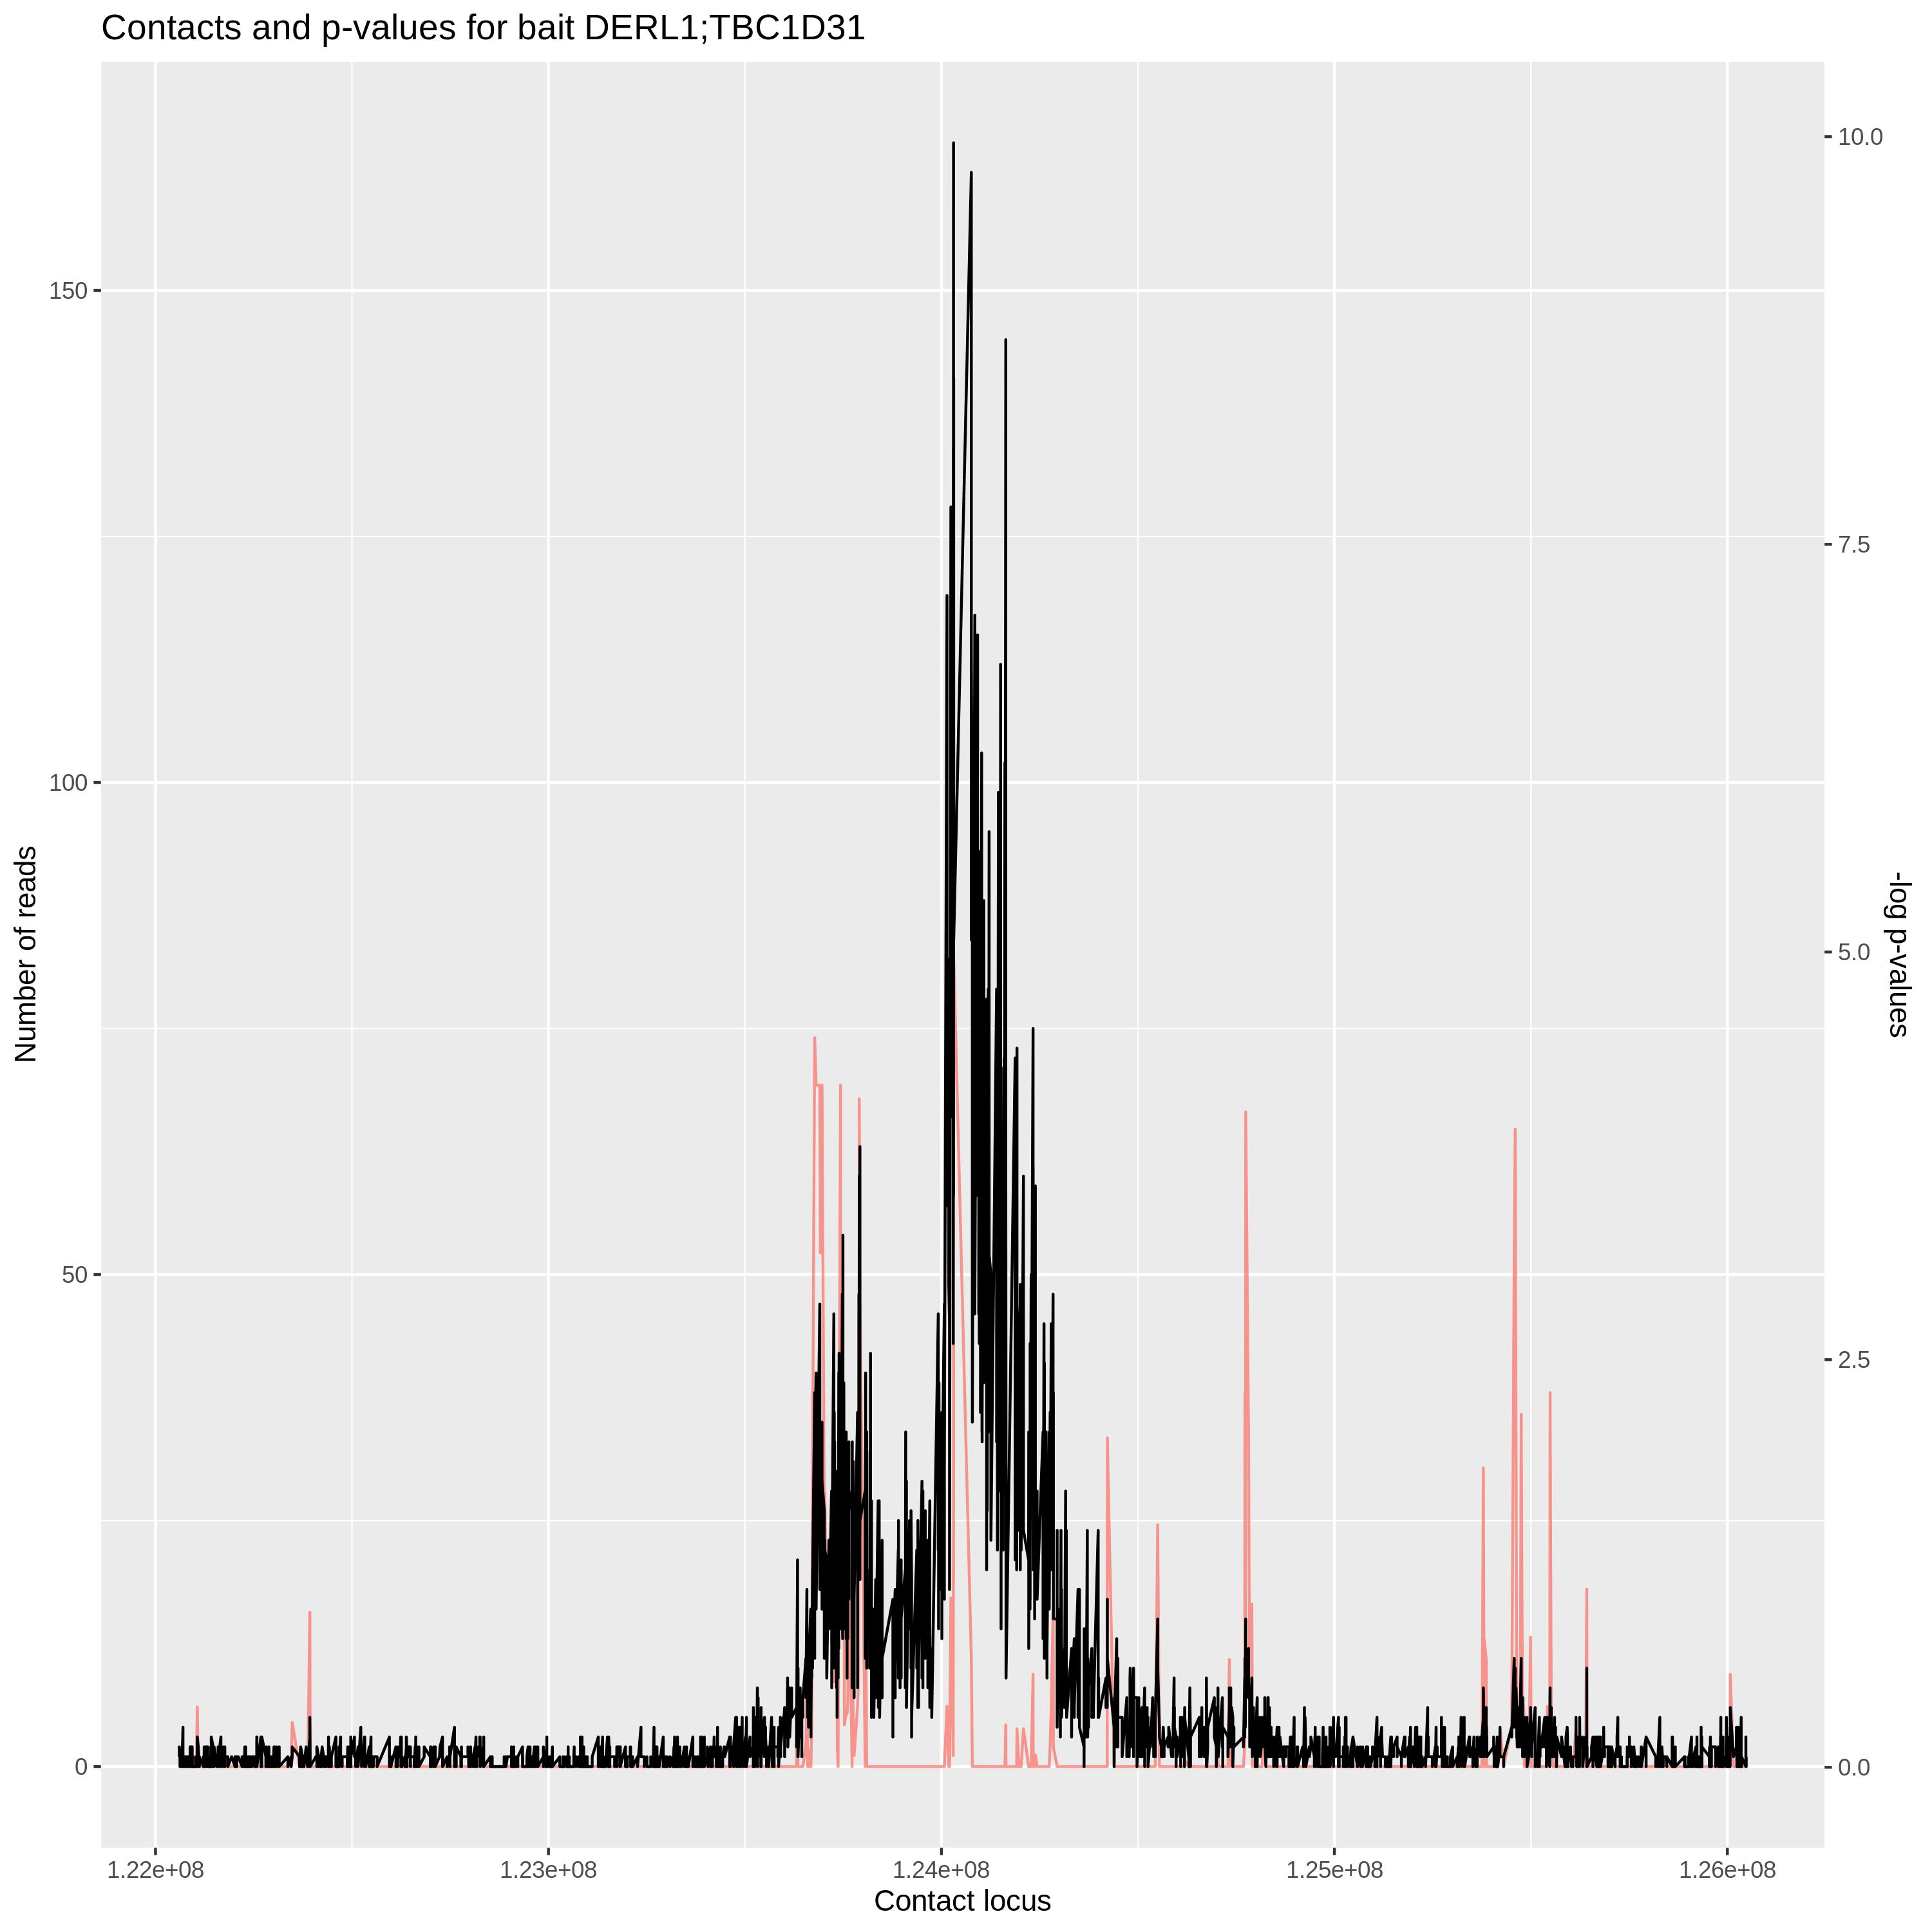 Contacts and p-values for bait DERL1;TBC1D31
10.0
150
7.5
100
5.0
Number of reads
-log p-values
50
2.5
0
0.0
1.22e+08 1.23e+08 1.24e+08 1.25e+08 1.26e+08
Contact locus